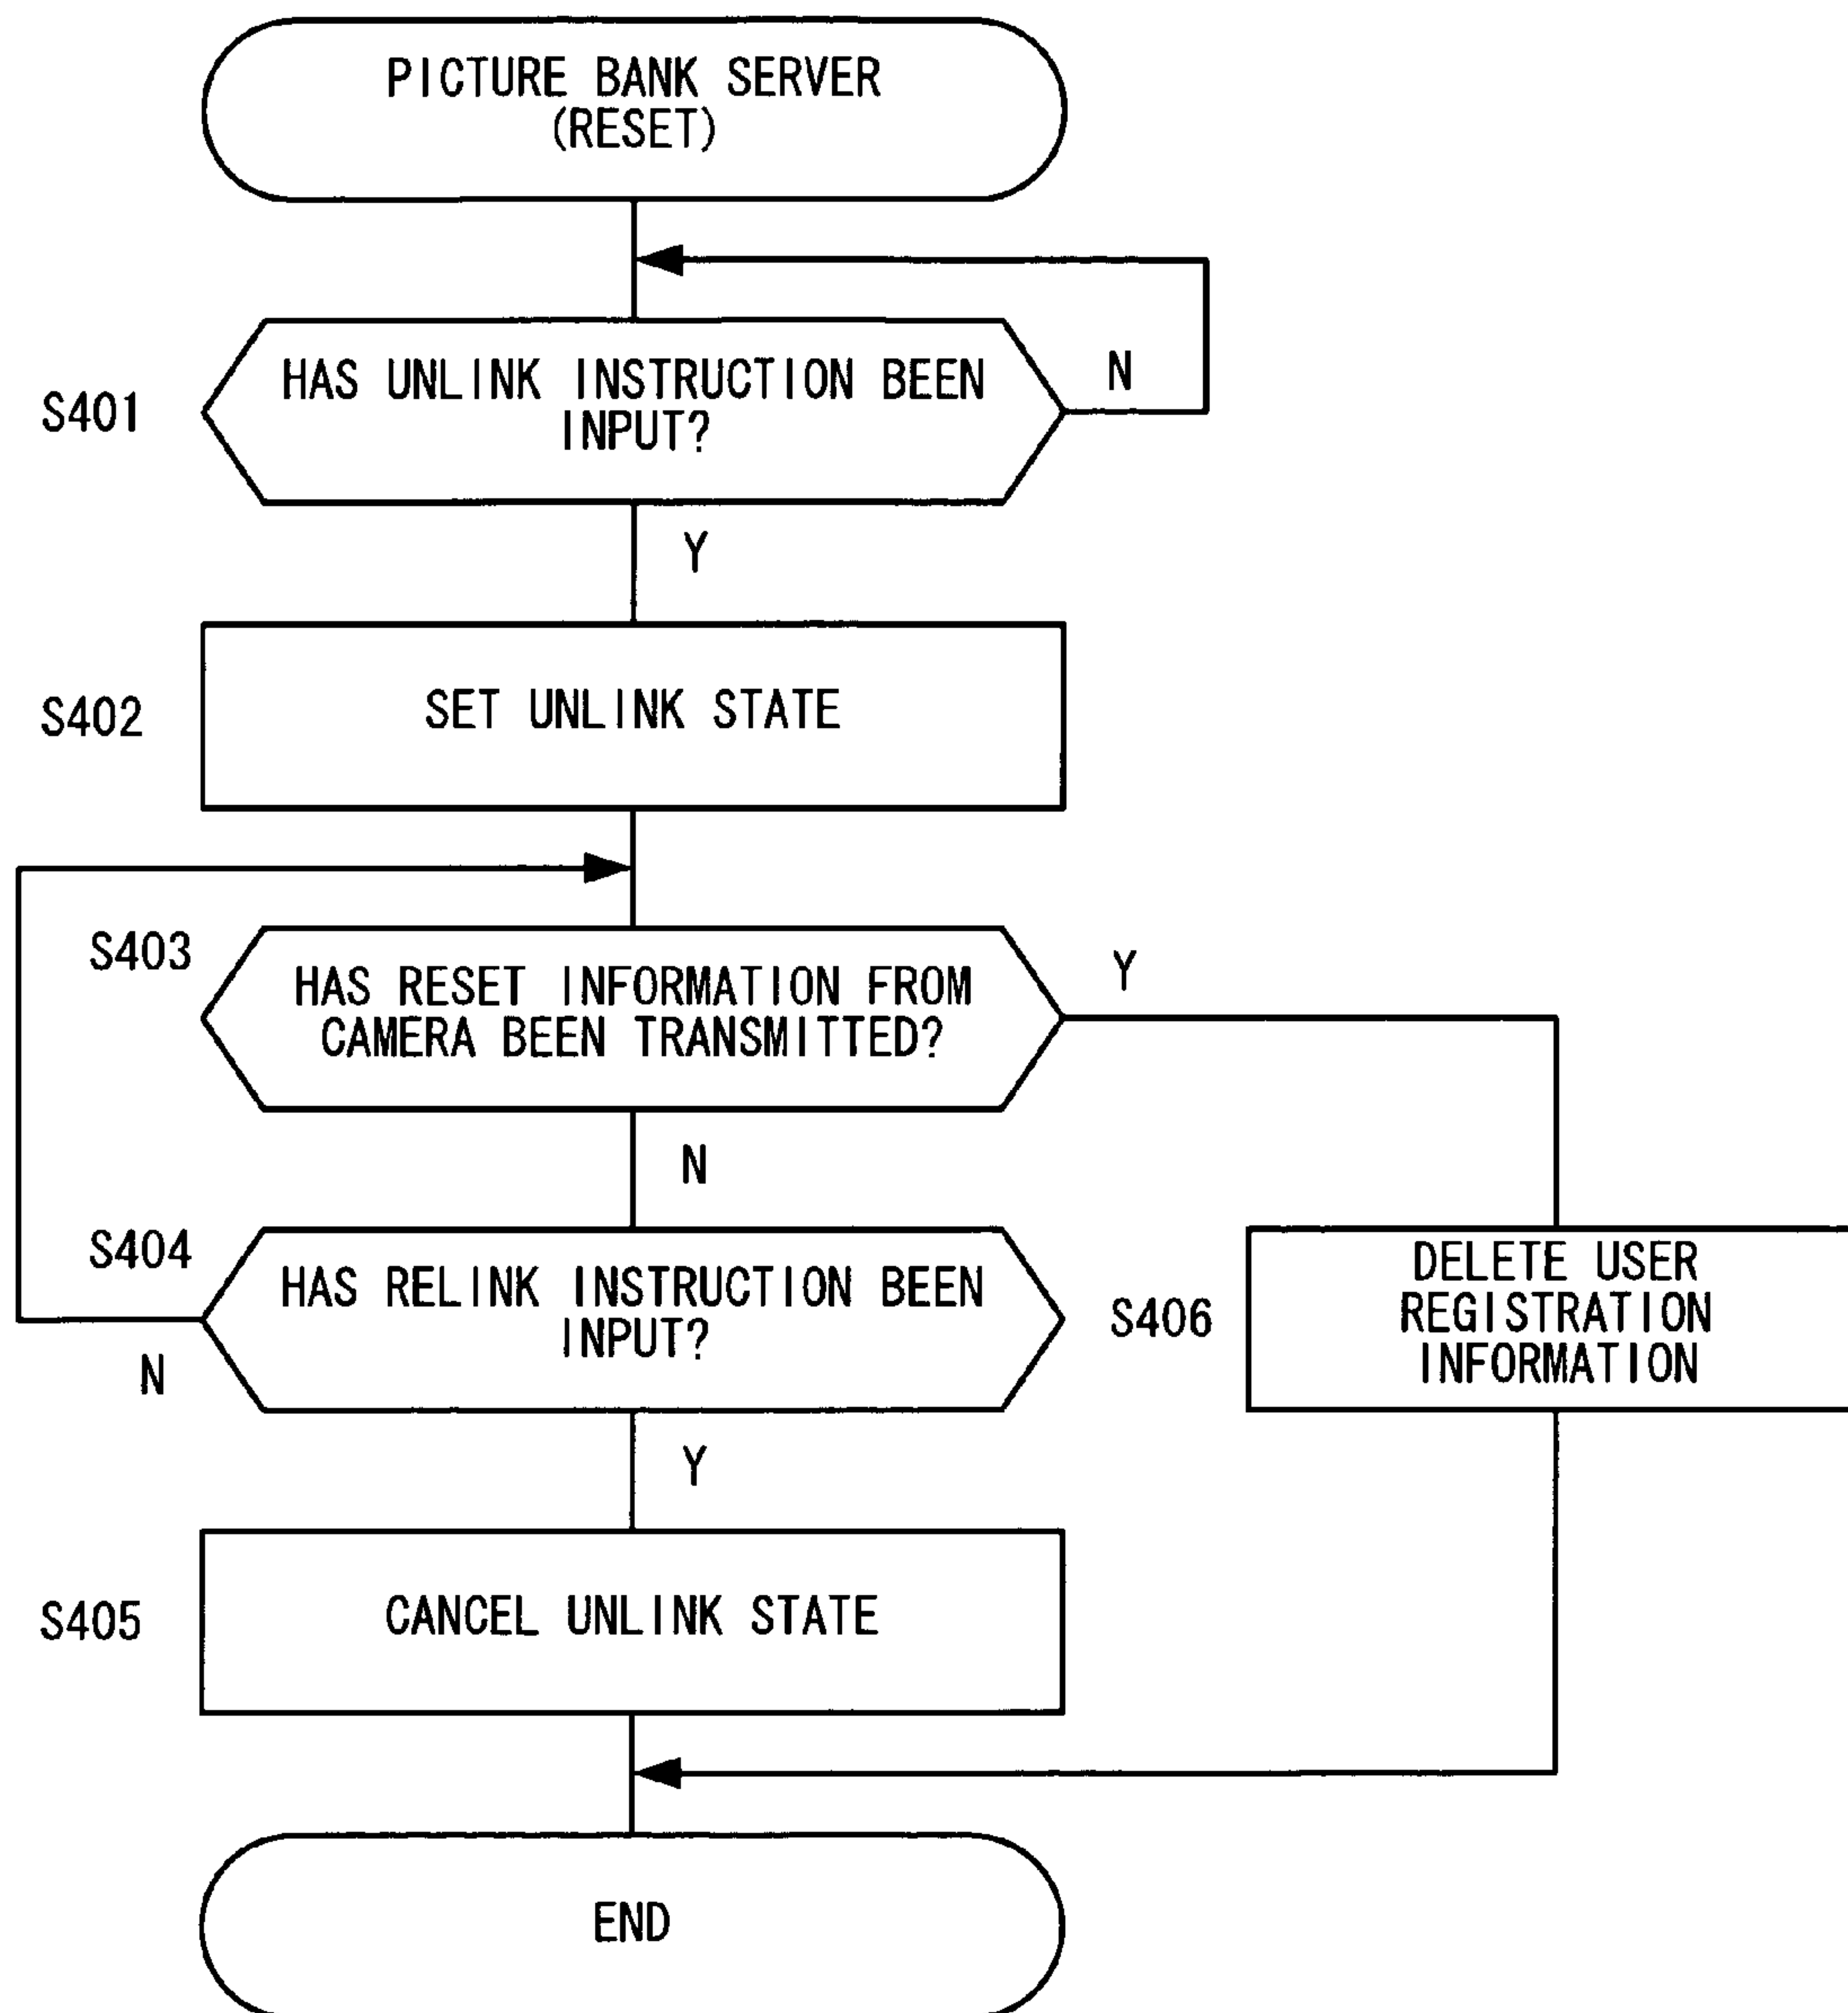 PICTURE BANK SERVER
(RESET)
S401
HAS UNLINK INSTRUCTION BEEN
INPUT?
N
Y
S402
SET UNLINK STATE
S403
HAS RESET INFORMATION FROM
CAMERA BEEN TRANSMITTED?
Y
N
S404
HAS RELINK INSTRUCTION BEEN
INPUT?
N
S406
DELETE USER
REGISTRATION
INFORMATION
Y
S405
CANCEL UNLINK STATE
END